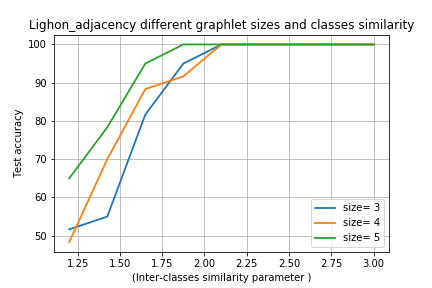 Lighon_adjacency different graphlet sizes and classes similarity
100
90
80
70
60
50
Test accuracy
size= 3
size= 4
size= 5
1.25 1.50 1.75 2.00 2.25 2.50 2.75 3.00
(Inter-classes similarity parameter )